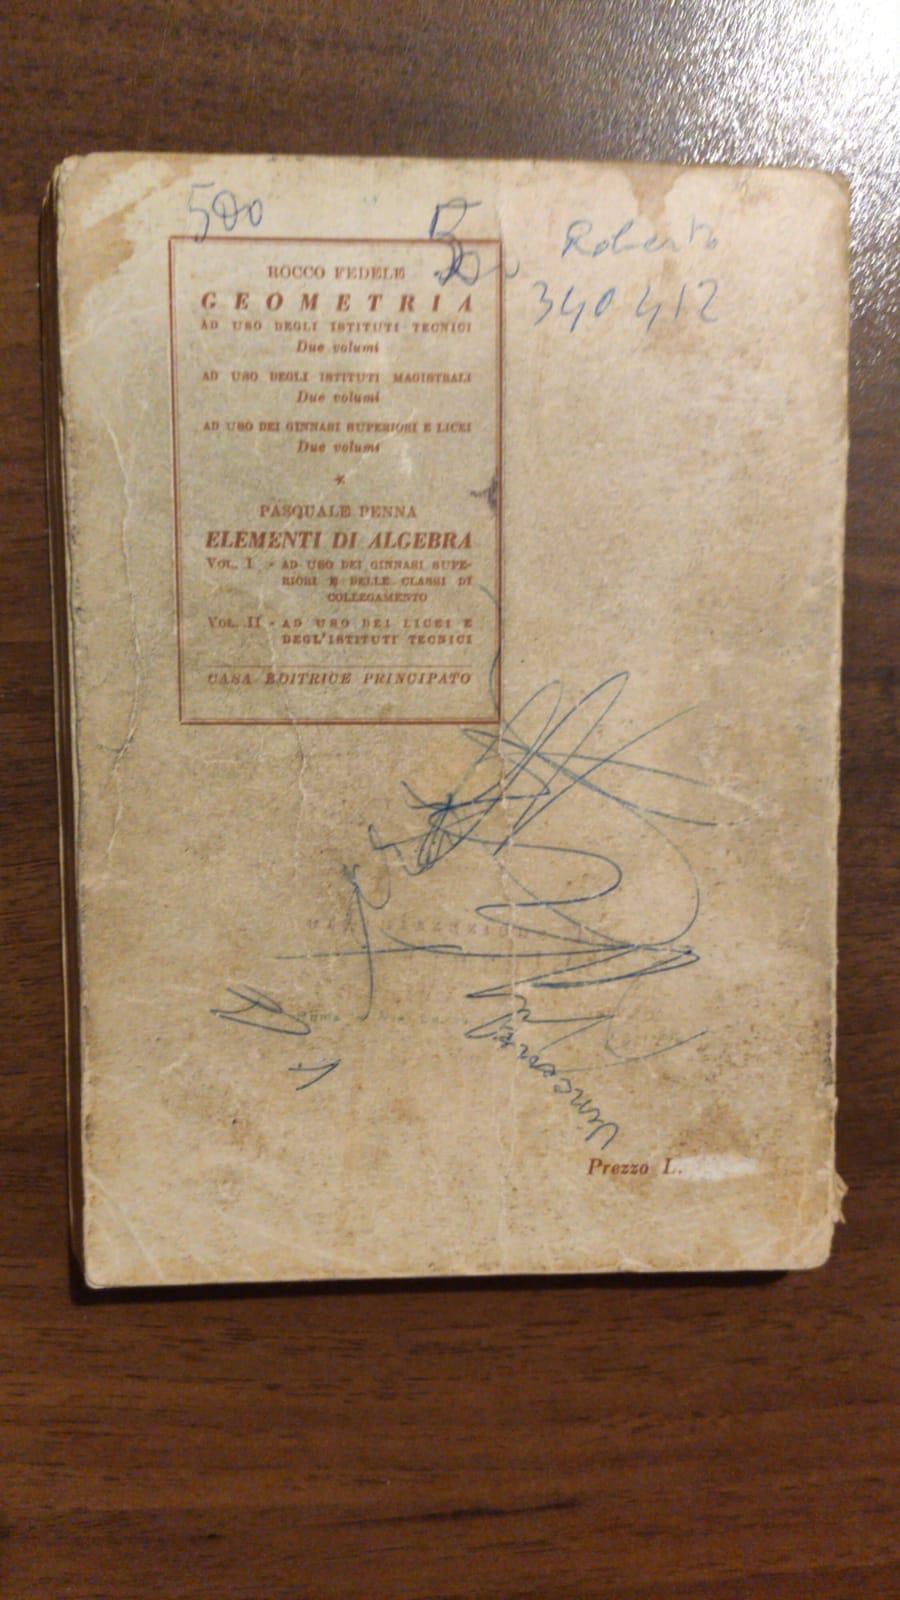 500
Roberto
340412
ROCCO FEDELE
GEOMETRIA
AD USO DEGLI ISTITUTI TECNICI
Due volumi
AD USO DEGLI ISTITUTI MAGISTRALI
Due volumi
AD USO DEI GINNASI SUPERIORI E LICEI
Due volumi
*
PASQUALE PENNA
ELEMENTI DI ALGEBRA
VOL. I - AD USO DEI GINNASI SUPE-
RIORI E DELLE CLASSI DI
COLLEGAMENTO
VOL. II - AD USO DEI LICEI E
DEGL'ISTITUTI TECNICI
CASA EDITRICE PRINCIPATO
Prezzo L.